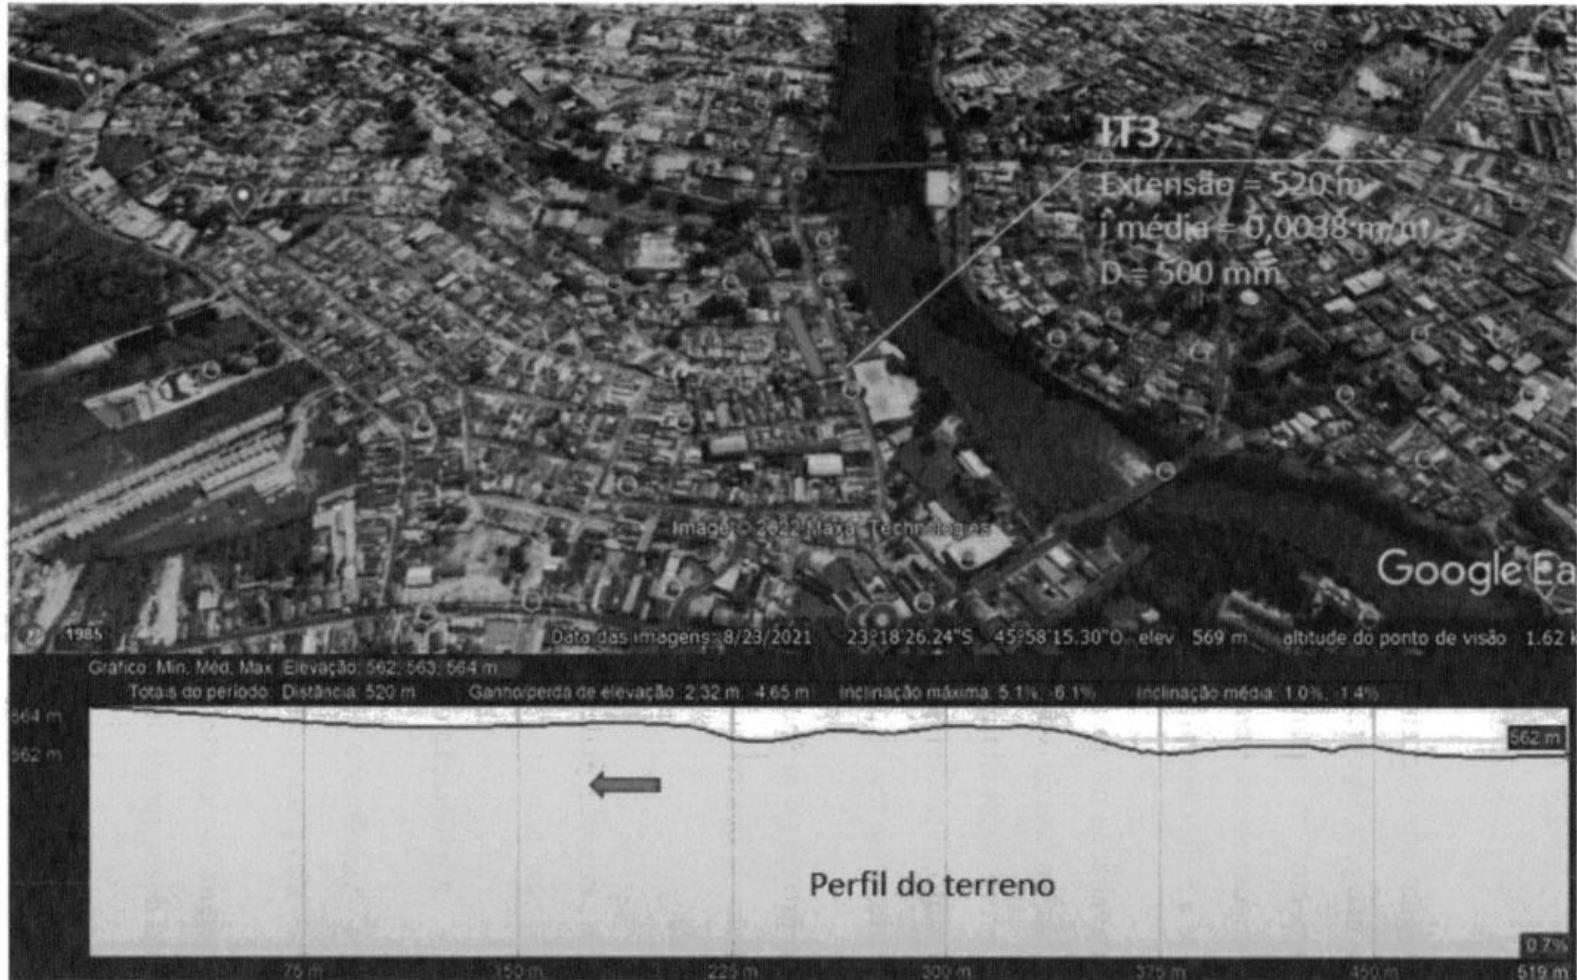 IT3
Extensão = 520 m
i média = 0,0038 m/m
D = 500 mm
Image © 2022 Maxar Technologies
Google Ea
1985
Data das imagens: 8/23/2021 23°18'26.24"S 45°58'15.30"O elev 569 m altitude do ponto de visão 1.62 k
Gráfico: Min, Méd, Max Elevação: 562, 563, 564 m
Totais do período: Distância: 520 m Ganho/perda de elevação: 2.32 m -4.65 m Inclinação máxima: 5.1% -6.1% Inclinação média: 1.0% -1.4%
564 m
562 m
562 m
Perfil do terreno
0.7%
75 m 150 m 225 m 300 m 375 m 450 m 519 m